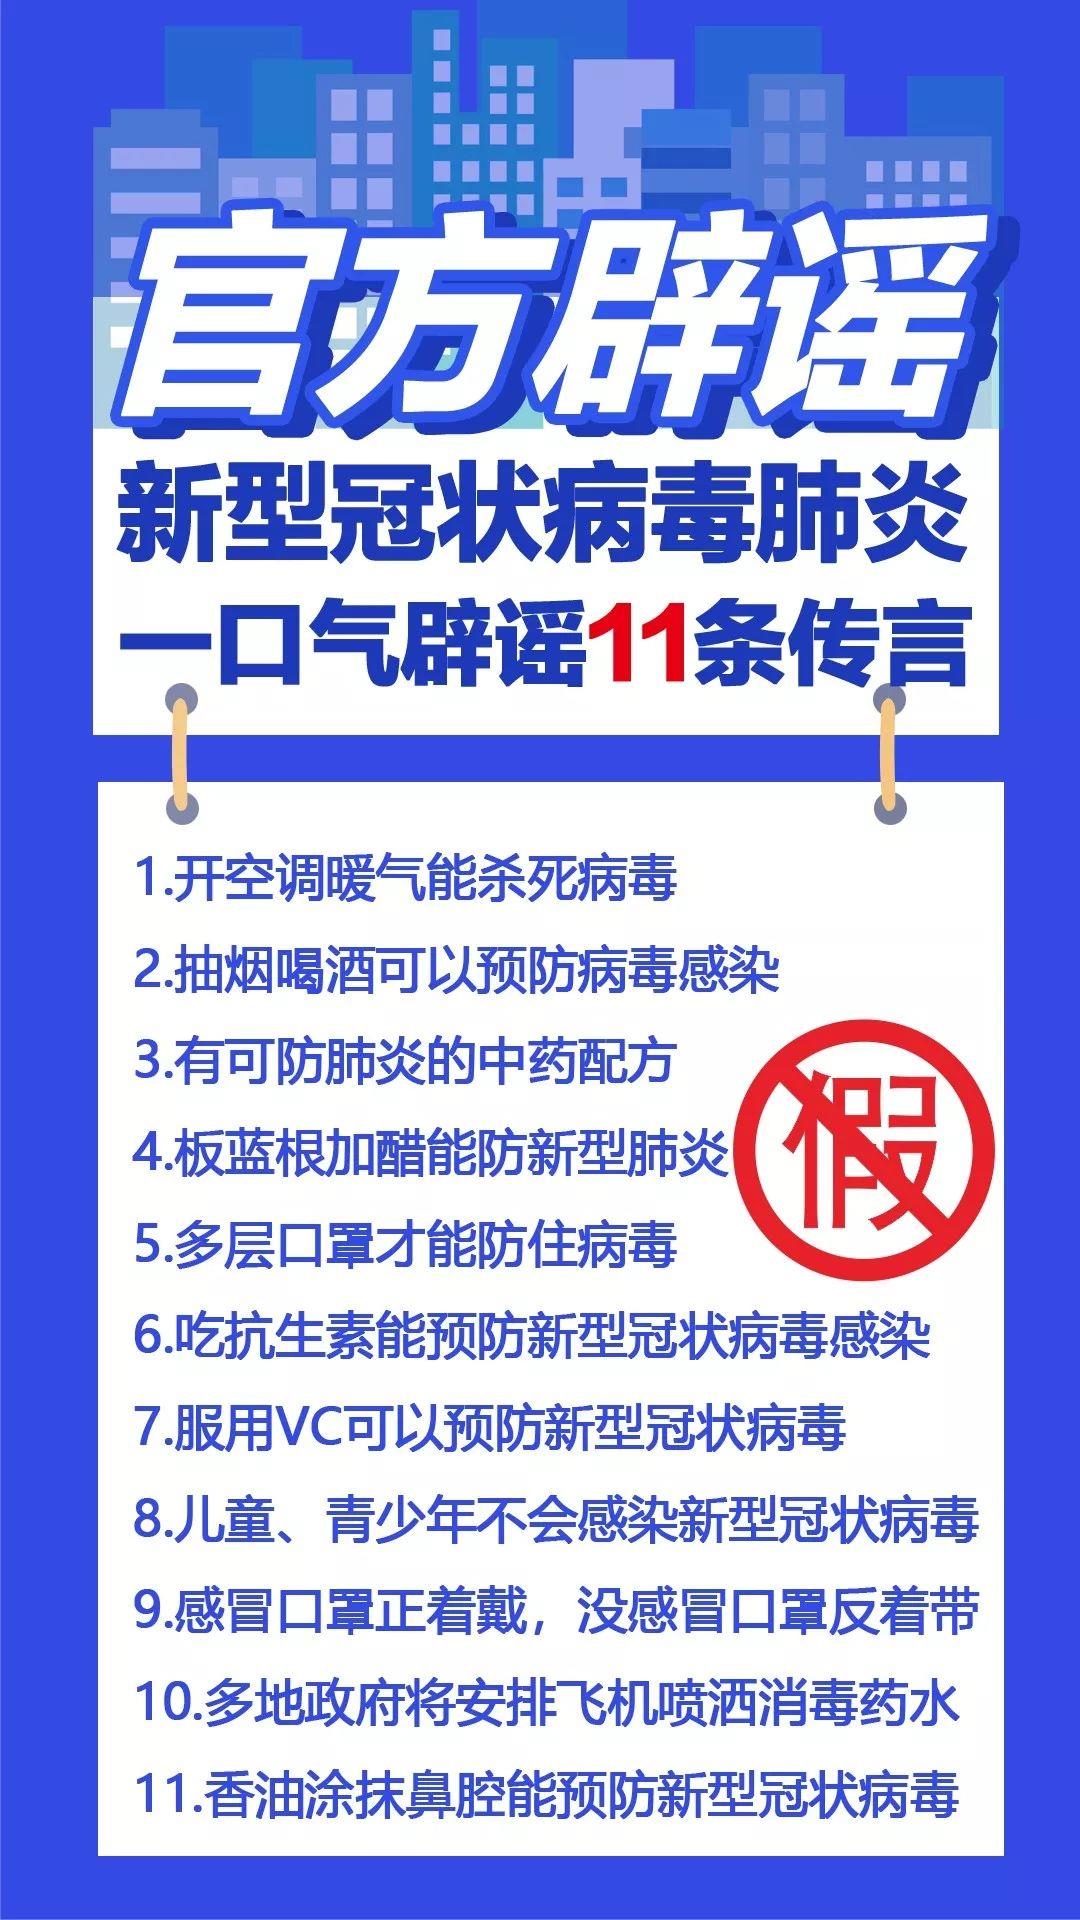 官方辟谣
新型冠状病毒肺炎
一口气辟谣11条传言
1.开空调暖气能杀死病毒
2.抽烟喝酒可以预防病毒感染
3.有可防肺炎的中药配方
4.板蓝根加醋能防新型肺炎
假
5.多层口罩才能防住病毒
6.吃抗生素能预防新型冠状病毒感染
7.服用VC可以预防新型冠状病毒
8.儿童、青少年不会感染新型冠状病毒
9.感冒口罩正着戴，没感冒口罩反着带
10.多地政府将安排飞机喷洒消毒药水
11.香油涂抹鼻腔能预防新型冠状病毒